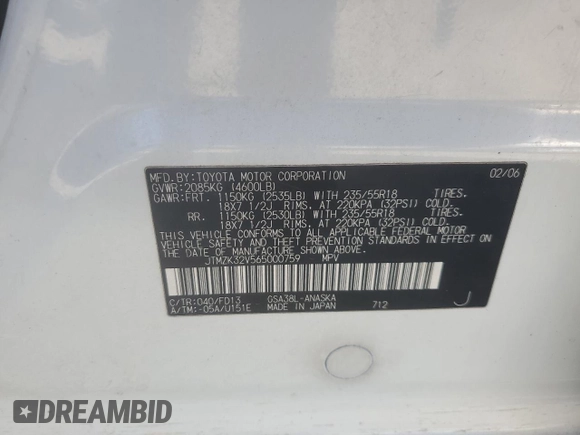 MFD.BY:TOYOTA MOTOR CORPORATION 02/06
GVWR:2085KG (4600LB)
GAWR:FRT. 1150KG (2535LB) WITH 235/55R18 TIRES.
18X7 1/2J RIMS. AT 220KPA (32PSI) COLD.
RR. 1150KG (2530LB) WITH 235/55R18 TIRES.
18X7 1/2J RIMS. AT 220KPA (32PSI) COLD.
THIS VEHICLE CONFORMS TO ALL APPLICABLE FEDERAL MOTOR
VEHICLE SAFETY AND THEFT PREVENTION STANDARDS IN EFFECT
ON THE DATE OF MANUFACTURE SHOWN ABOVE.
JTMZK32V565000759 MPV
C/TR:040/FD13 GSA38L-ANASKA
A/TM:-05A/U151E MADE IN JAPAN 712 J
DREAMBID